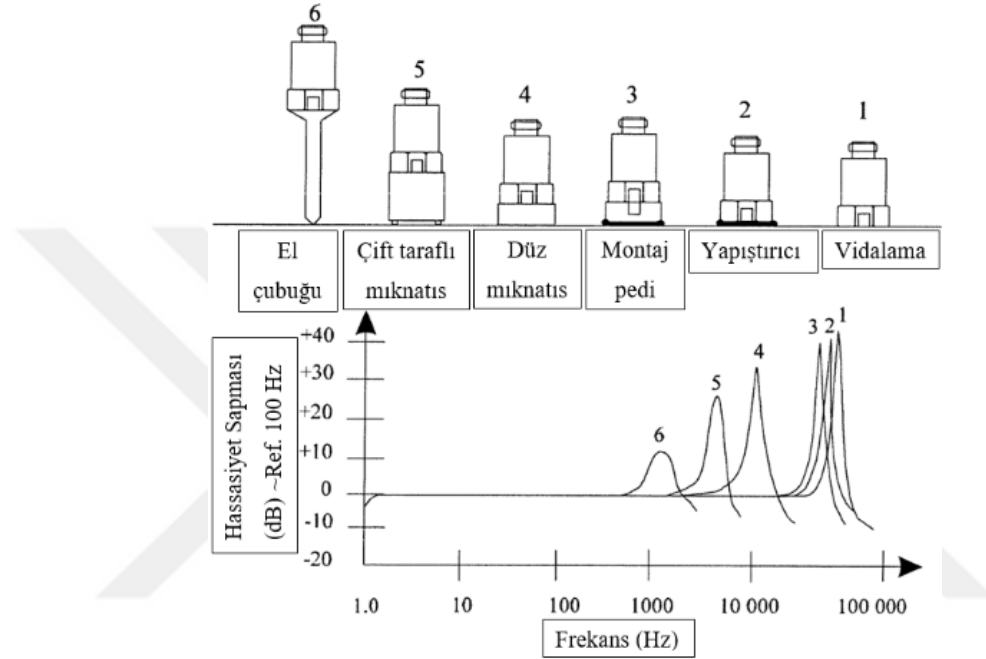 6
5
4
3
2
1
El
çubuğu
Çift taraflı
mıknatıs
Düz
mıknatıs
Montaj
pedi
Yapıştırıcı
Vidalama
Hassasiyet Sapması
(dB) ~Ref. 100 Hz
+40
+30
+20
+10
0
-10
-20
6
5
4
3 2 1
1.0 10 100 1000 10 000 100 000
Frekans (Hz)